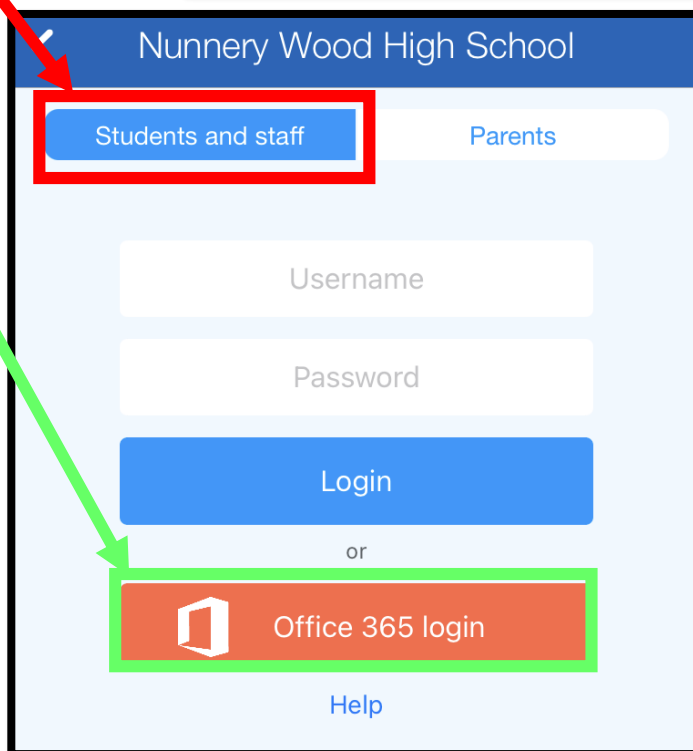 Nunnery Wood High School
Students and staff Parents
Username
Password
Login
or
Office 365 login
Help